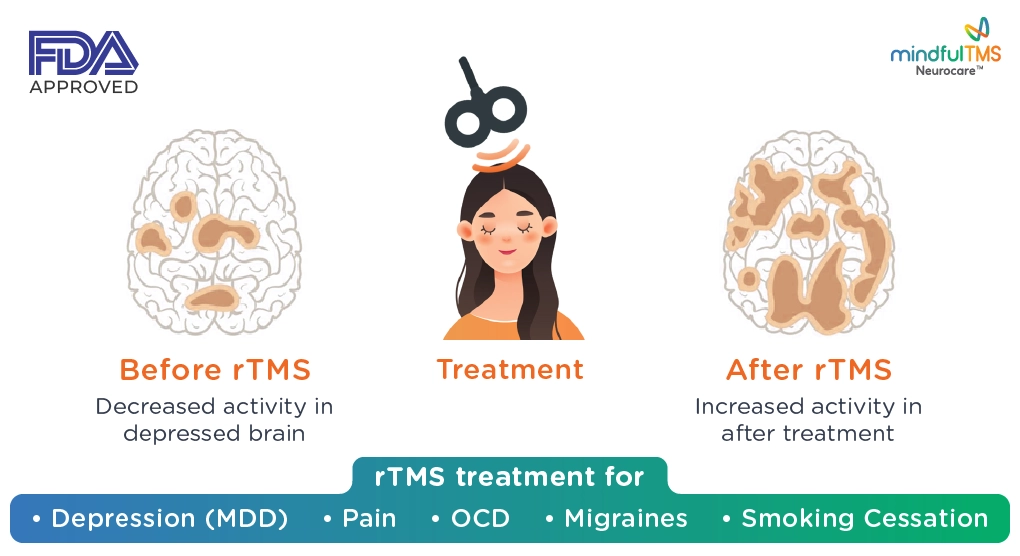 FDA
APPROVED
mindfulTMS
Neurocare™
Before rTMS
Decreased activity in
depressed brain
Treatment
After rTMS
Increased activity in
after treatment
rTMS treatment for
• Depression (MDD) • Pain • OCD • Migraines • Smoking Cessation